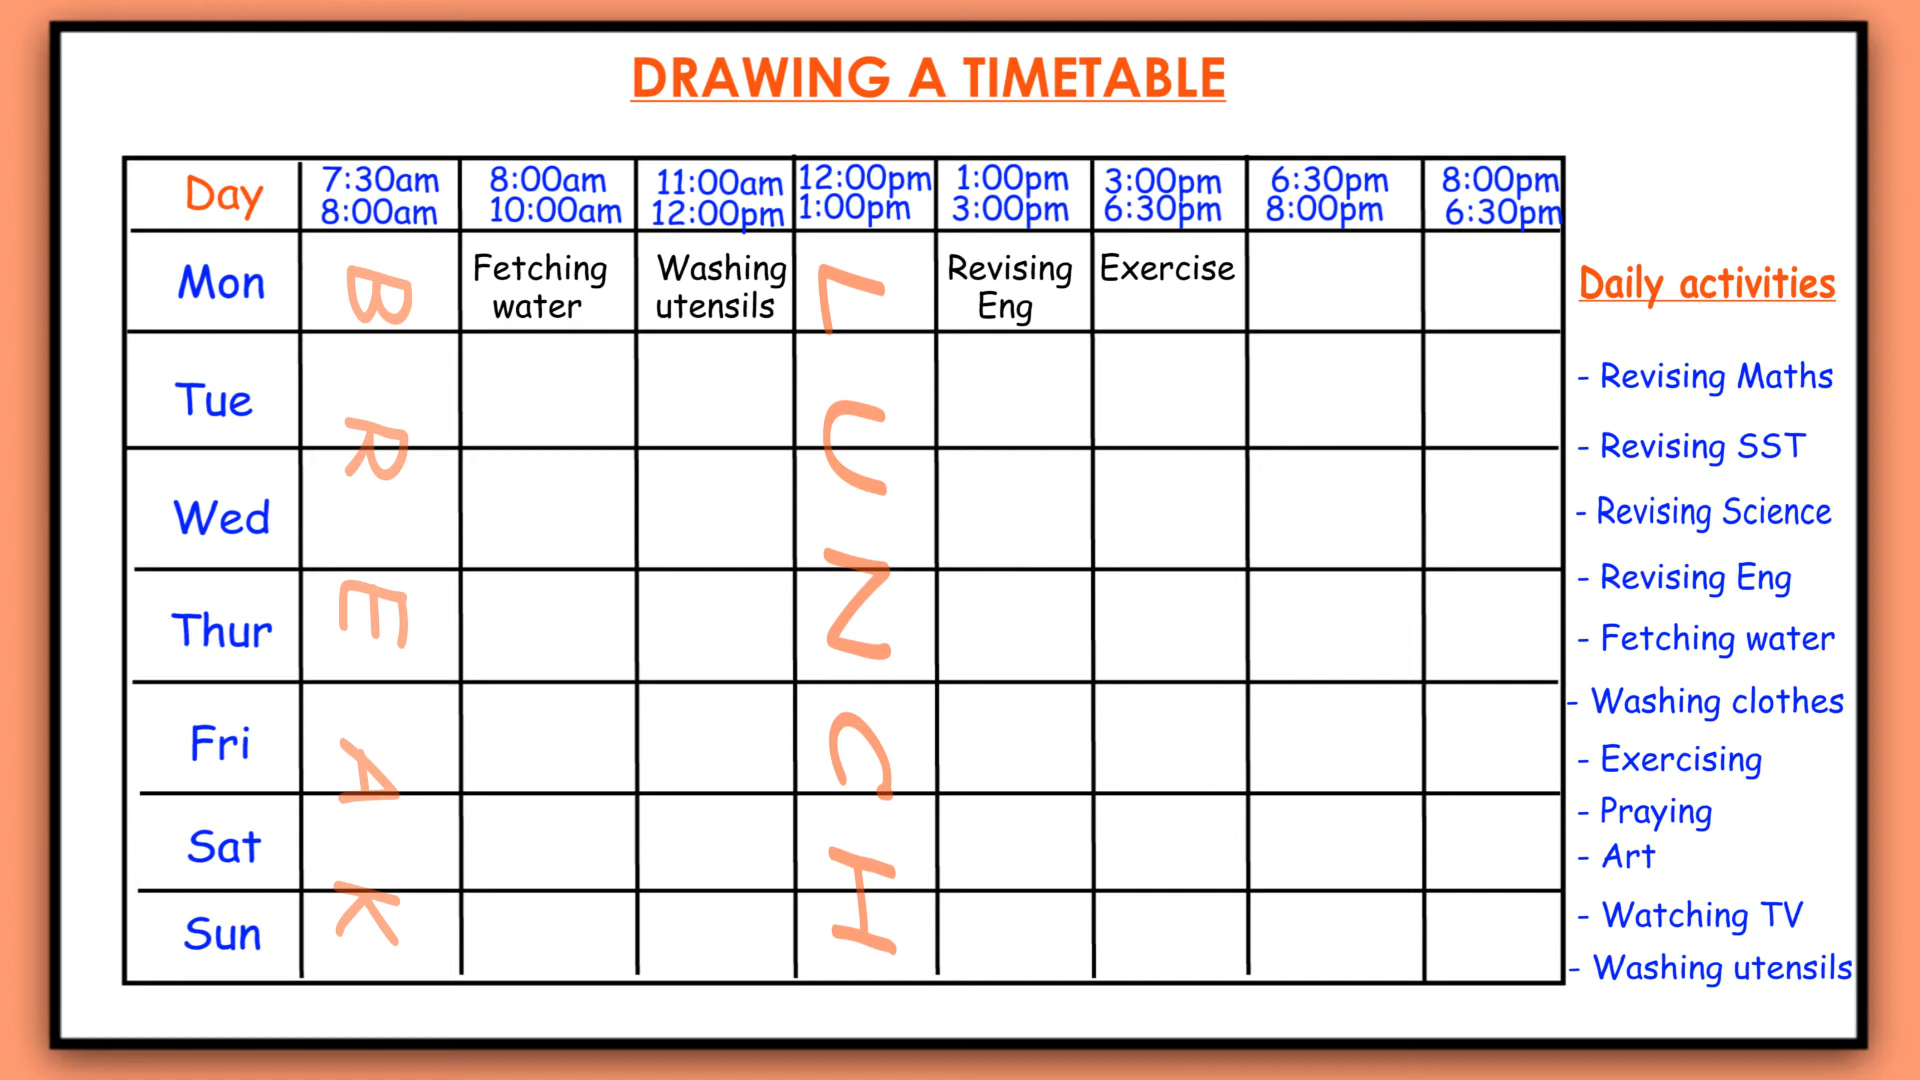 DRAWING A TIMETABLE
Day
7:30am
8:00am
8:00am
10:00am
11:00am
12:00pm
12:00pm
1:00pm
1:00pm
3:00pm
3:00pm
6:30pm
6:30pm
8:00pm
8:00pm
6:30pm
Mon
Fetching
water
Washing
utensils
Revising
Eng
Exercise
Tue
Wed
Thur
Fri
Sat
Sun
BREAK
LUNCH
Daily activities
- Revising Maths
- Revising SST
- Revising Science
- Revising Eng
- Fetching water
- Washing clothes
- Exercising
- Praying
- Art
- Watching TV
- Washing utensils